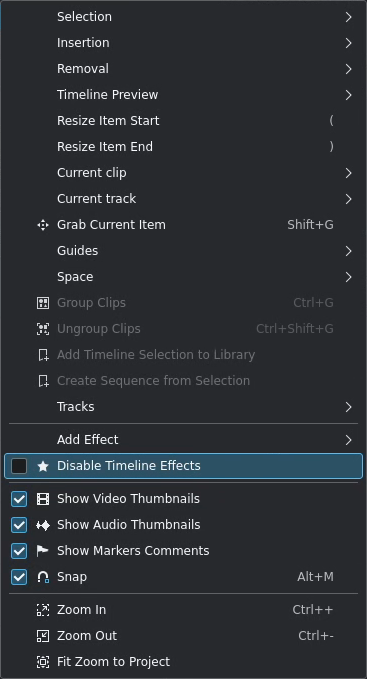 Selection
Insertion
Removal
Timeline Preview
Resize Item Start (
Resize Item End )
Current clip
Current track
Grab Current Item Shift+G
Guides
Space
Group Clips Ctrl+G
Ungroup Clips Ctrl+Shift+G
Add Timeline Selection to Library
Create Sequence from Selection
Tracks
Add Effect
Disable Timeline Effects
Show Video Thumbnails
Show Audio Thumbnails
Show Markers Comments
Snap Alt+M
Zoom In Ctrl++
Zoom Out Ctrl+-
Fit Zoom to Project